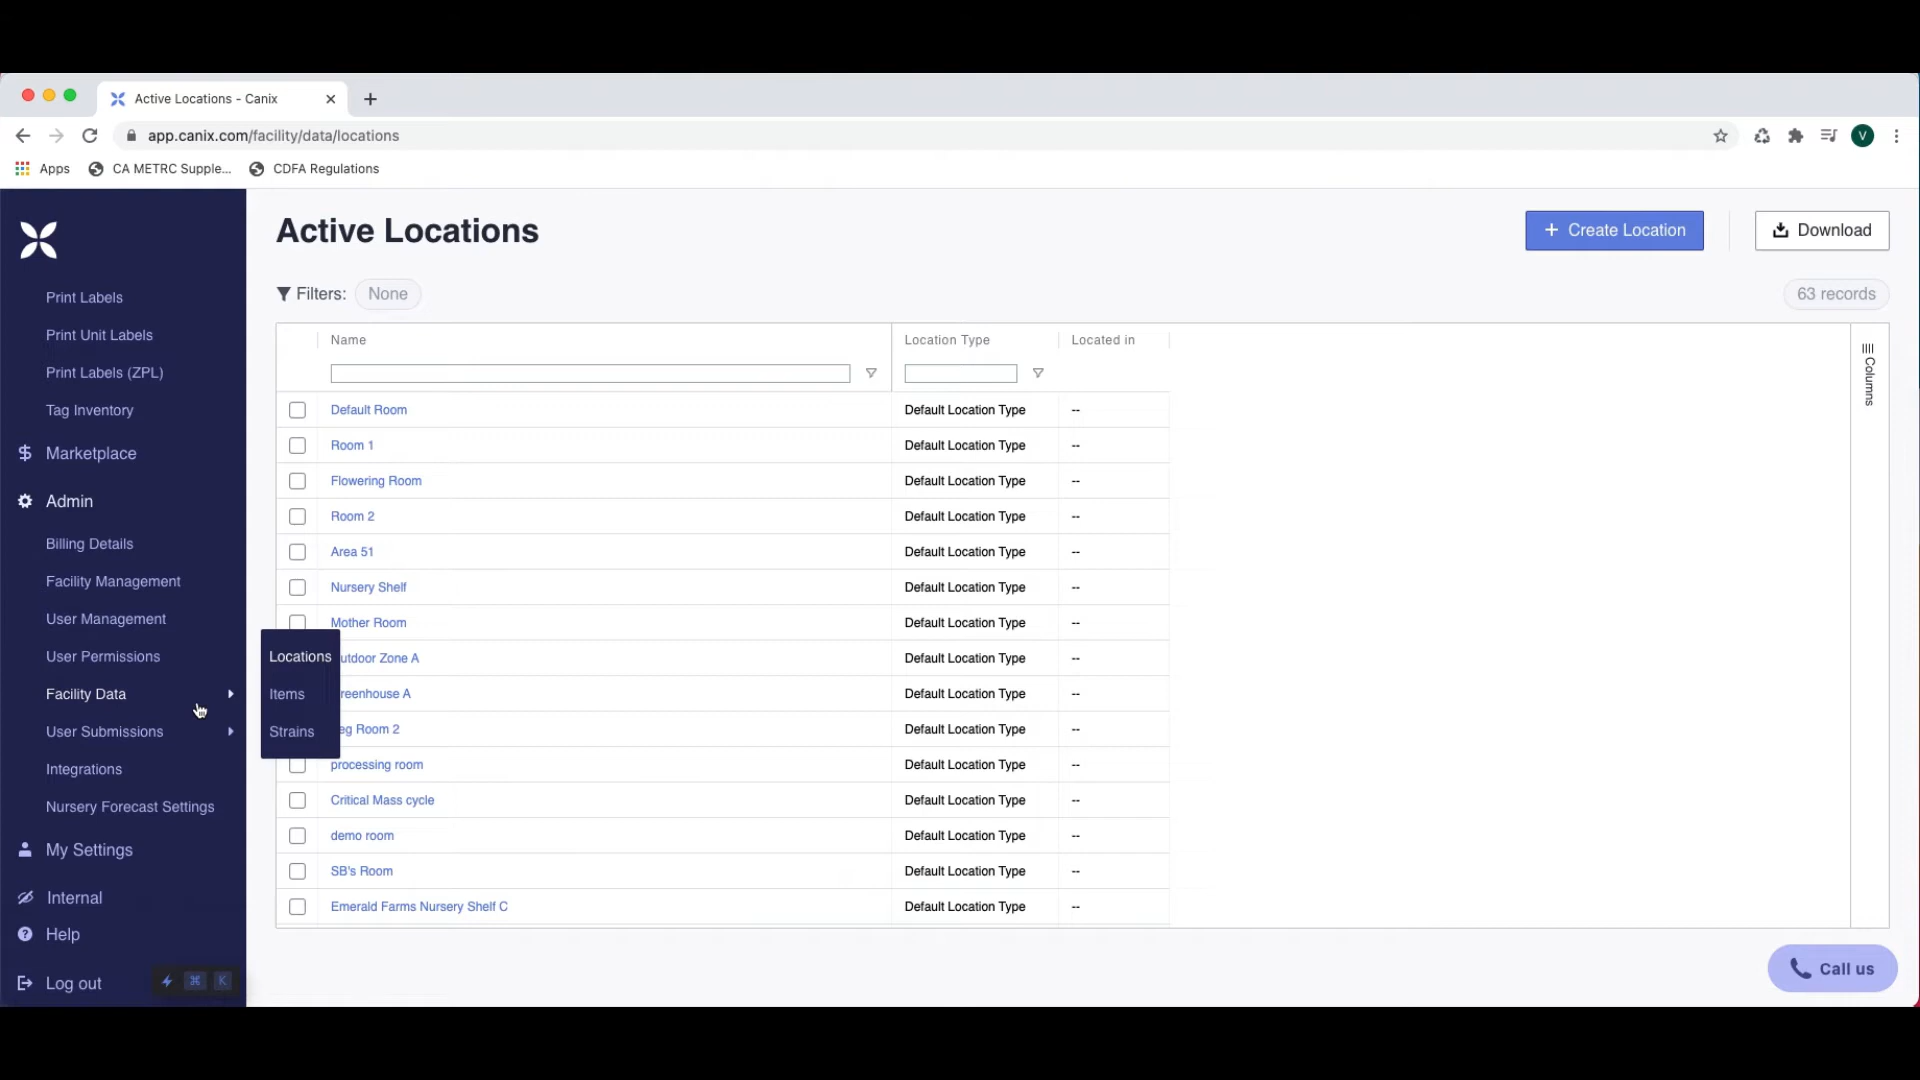 Active Locations - Canix
app.canix.com/facility/data/locations
V
Apps
CA METRC Supple...
CDFA Regulations
Print Labels
Print Unit Labels
Print Labels (ZPL)
Tag Inventory
Marketplace
Admin
Billing Details
Facility Management
User Management
User Permissions
Facility Data
User Submissions
Integrations
Nursery Forecast Settings
My Settings
Internal
Help
Log out
⌘ K
Locations
Items
Strains
Active Locations
+ Create Location
Download
Filters: None
63 records
Name Location Type Located in
Columns
Default Room Default Location Type --
Room 1 Default Location Type --
Flowering Room Default Location Type --
Room 2 Default Location Type --
Area 51 Default Location Type --
Nursery Shelf Default Location Type --
Mother Room Default Location Type --
utdoor Zone A Default Location Type --
reenhouse A Default Location Type --
eg Room 2 Default Location Type --
processing room Default Location Type --
Critical Mass cycle Default Location Type --
demo room Default Location Type --
SB's Room Default Location Type --
Emerald Farms Nursery Shelf C Default Location Type --
Call us